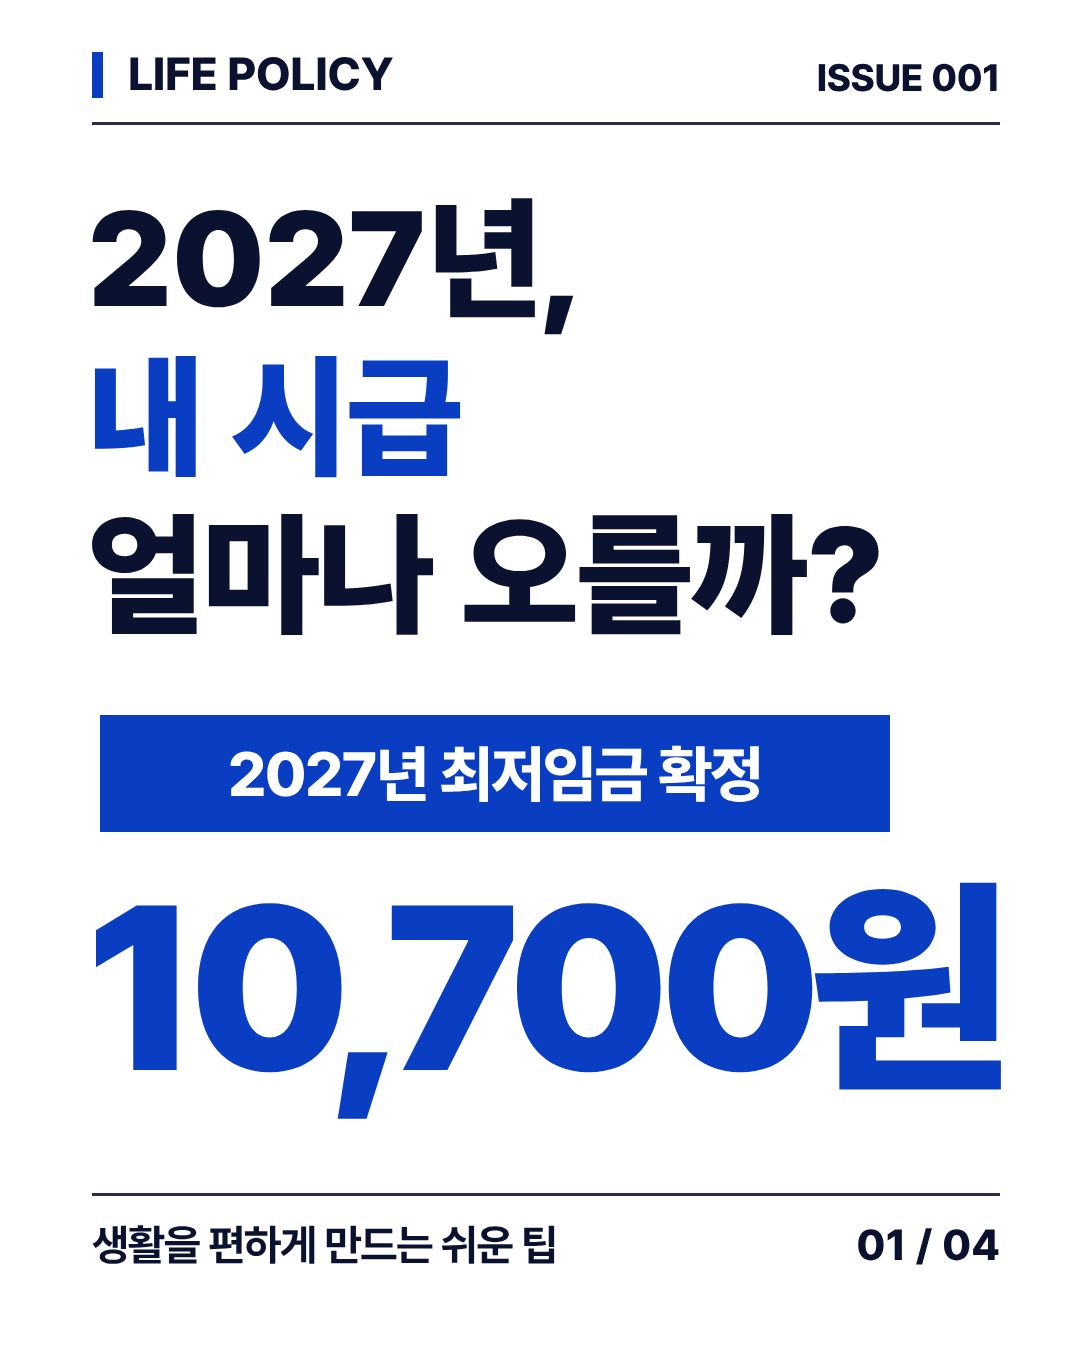 LIFE POLICY
ISSUE 001
2027년,
내 시급
얼마나 오를까?
2027년 최저임금 확정
10,700원
생활을 편하게 만드는 쉬운 팁
01 / 04